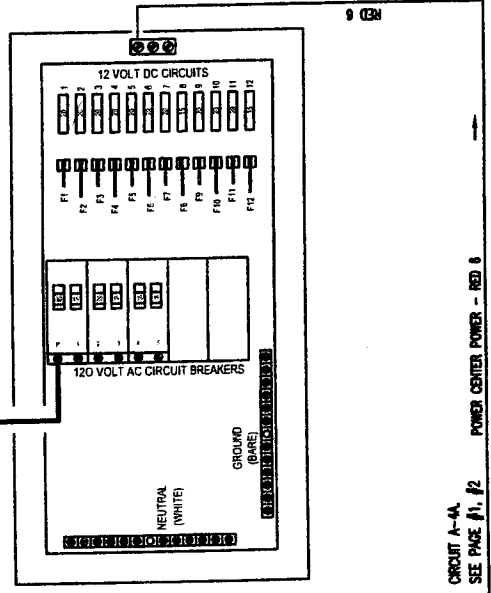 RED 6
12 VOLT DC CIRCUITS
1 2 3 4 5 6 7 8 9 10 11 12
F1 F2 F3 F4 F5 F6 F7 F8 F9 F10 F11 F12
120 VOLT AC CIRCUIT BREAKERS
GROUND
(BARE)
NEUTRAL
(WHITE)
POWER CENTER POWER - RED 6
CIRCUIT A-4A.
SEE PAGE #1, #2